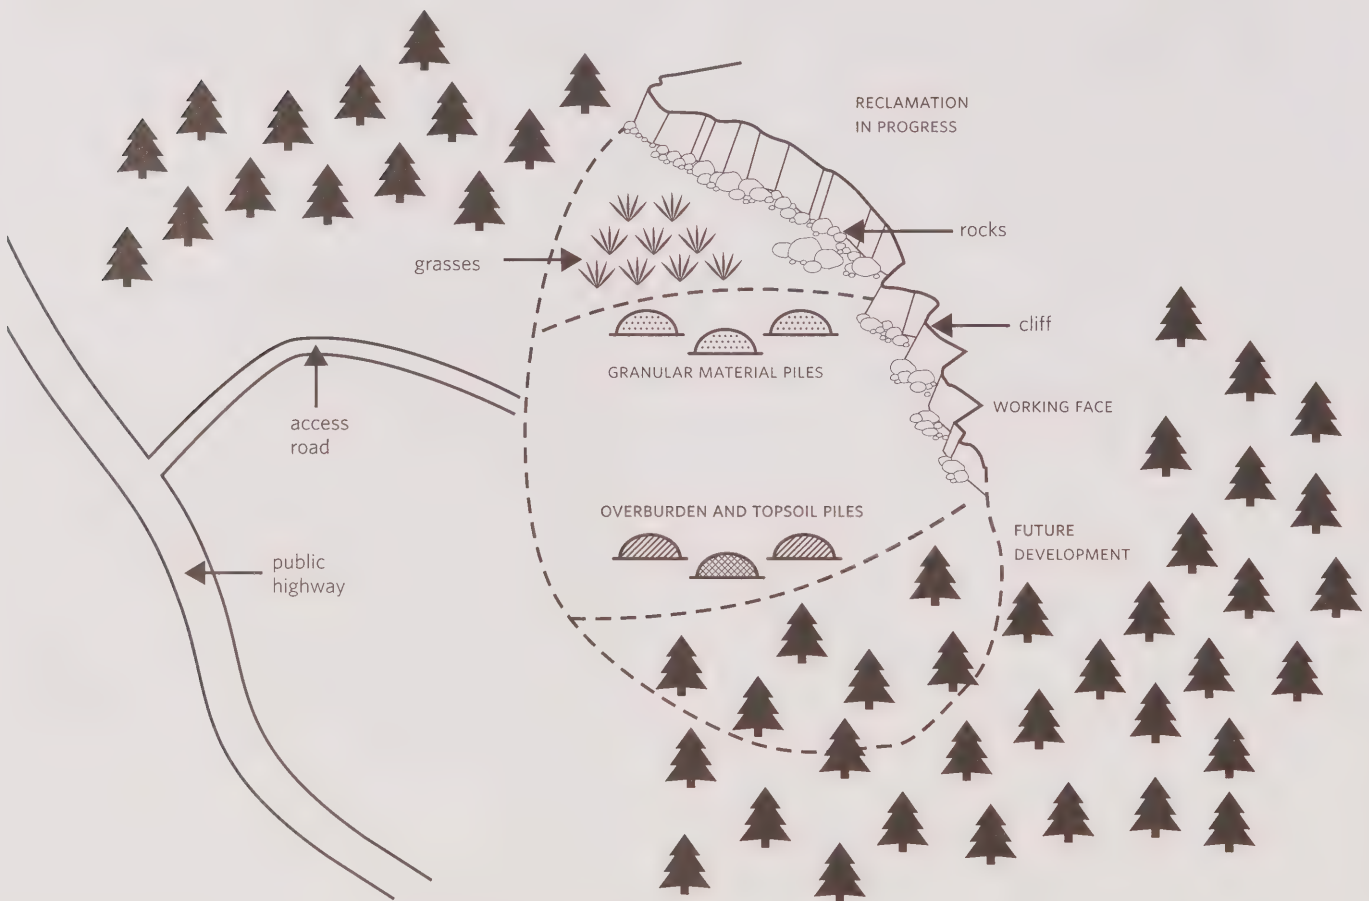 RECLAMATION
IN PROGRESS
rocks
grasses
cliff
GRANULAR MATERIAL PILES
WORKING FACE
access
road
OVERBURDEN AND TOPSOIL PILES
FUTURE
DEVELOPMENT
public
highway